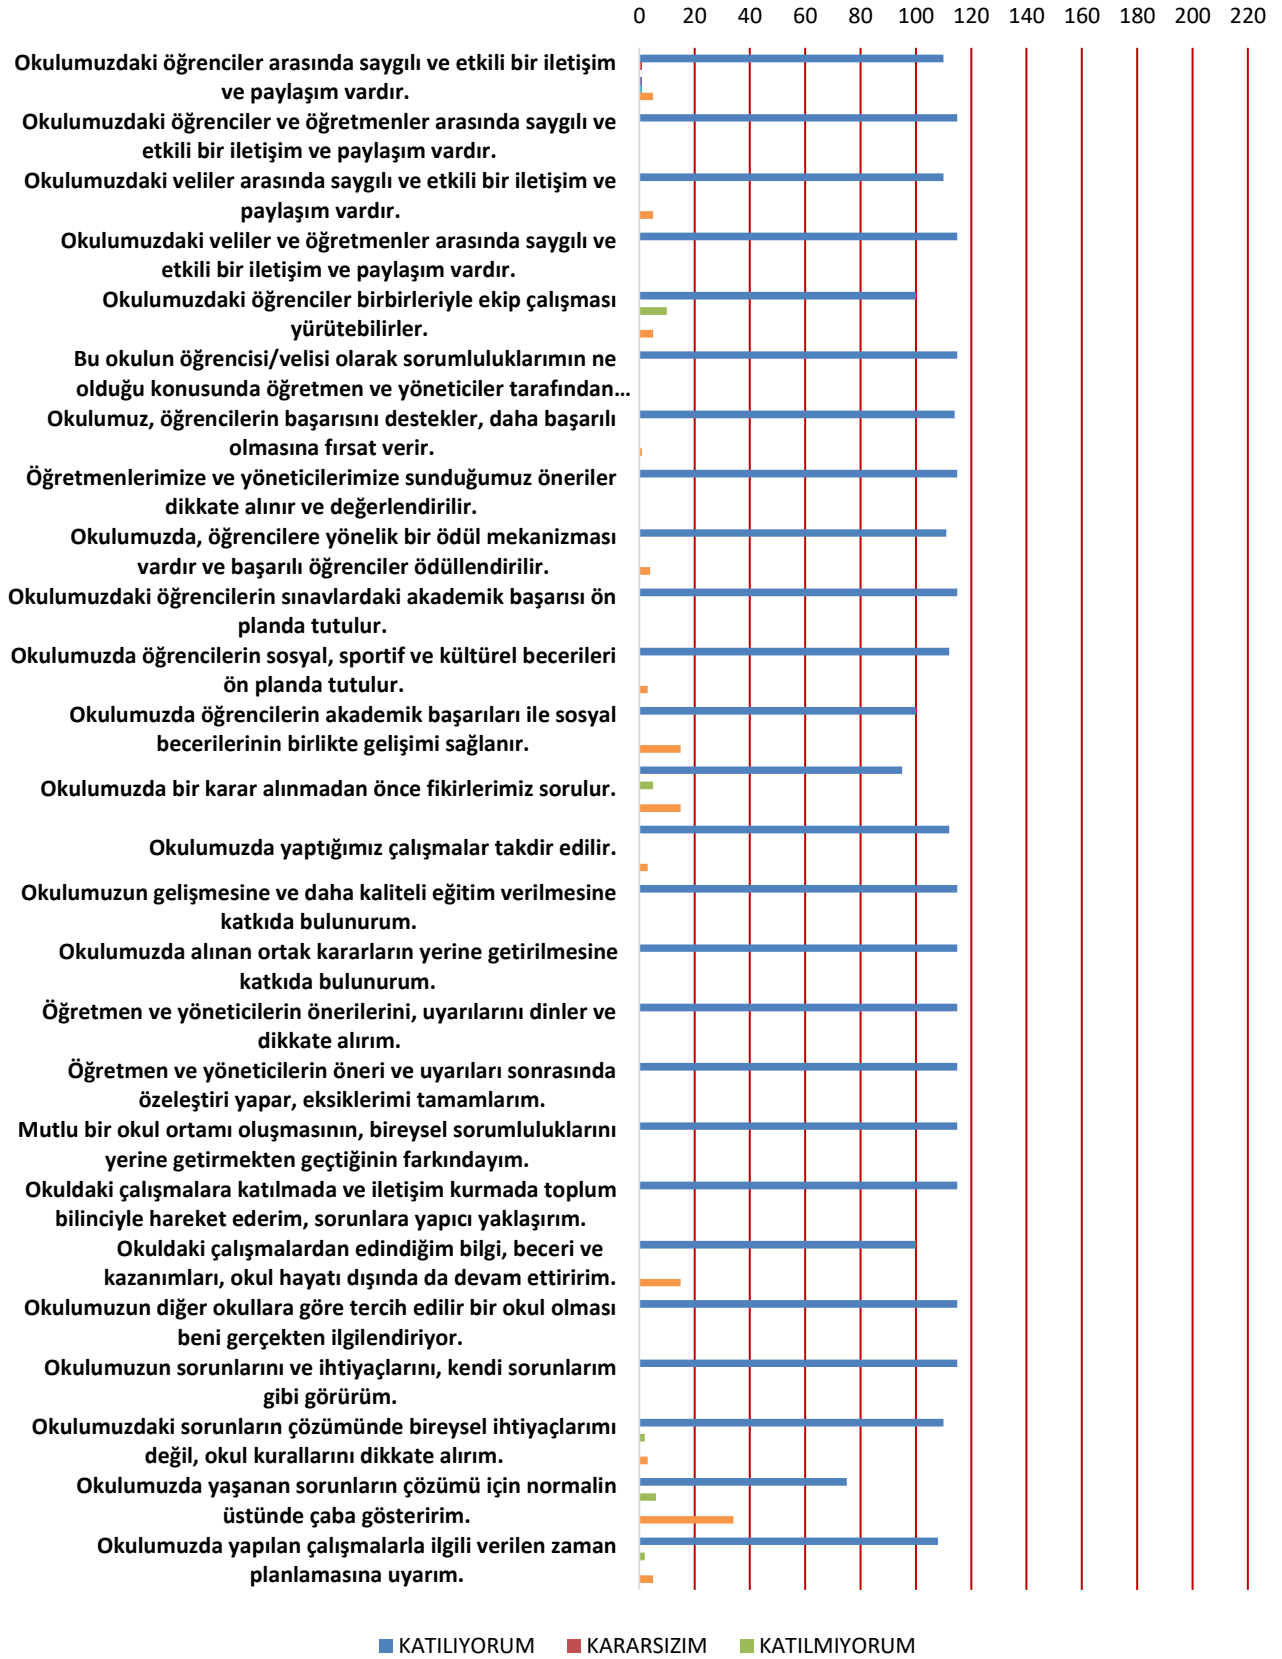 0 20 40 60 80 100 120 140 160 180 200 220
Okulumuzdaki öğrenciler arasında saygılı ve etkili bir iletişim
ve paylaşım vardır.
Okulumuzdaki öğrenciler ve öğretmenler arasında saygılı ve
etkili bir iletişim ve paylaşım vardır.
Okulumuzdaki veliler arasında saygılı ve etkili bir iletişim ve
paylaşım vardır.
Okulumuzdaki veliler ve öğretmenler arasında saygılı ve
etkili bir iletişim ve paylaşım vardır.
Okulumuzdaki öğrenciler birbirleriyle ekip çalışması
yürütebilirler.
Bu okulun öğrencisi/velisi olarak sorumluluklarımın ne
olduğu konusunda öğretmen ve yöneticiler tarafından...
Okulumuz, öğrencilerin başarısını destekler, daha başarılı
olmasına fırsat verir.
Öğretmenlerimize ve yöneticilerimize sunduğumuz öneriler
dikkate alınır ve değerlendirilir.
Okulumuzda, öğrencilere yönelik bir ödül mekanizması
vardır ve başarılı öğrenciler ödüllendirilir.
Okulumuzdaki öğrencilerin sınavlardaki akademik başarısı ön
planda tutulur.
Okulumuzda öğrencilerin sosyal, sportif ve kültürel becerileri
ön planda tutulur.
Okulumuzda öğrencilerin akademik başarıları ile sosyal
becerilerinin birlikte gelişimi sağlanır.
Okulumuzda bir karar alınmadan önce fikirlerimiz sorulur.
Okulumuzda yaptığımız çalışmalar takdir edilir.
Okulumuzun gelişmesine ve daha kaliteli eğitim verilmesine
katkıda bulunurum.
Okulumuzda alınan ortak kararların yerine getirilmesine
katkıda bulunurum.
Öğretmen ve yöneticilerin önerilerini, uyarılarını dinler ve
dikkate alırım.
Öğretmen ve yöneticilerin öneri ve uyarıları sonrasında
özeleştiri yapar, eksiklerimi tamamlarım.
Mutlu bir okul ortamı oluşmasının, bireysel sorumluluklarını
yerine getirmekten geçtiğinin farkındayım.
Okuldaki çalışmalara katılmada ve iletişim kurmada toplum
bilinciyle hareket ederim, sorunlara yapıcı yaklaşırım.
Okuldaki çalışmalardan edindiğim bilgi, beceri ve
kazanımları, okul hayatı dışında da devam ettiririm.
Okulumuzun diğer okullara göre tercih edilir bir okul olması
beni gerçekten ilgilendiriyor.
Okulumuzun sorunlarını ve ihtiyaçlarını, kendi sorunlarım
gibi görürüm.
Okulumuzdaki sorunların çözümünde bireysel ihtiyaçlarımı
değil, okul kurallarını dikkate alırım.
Okulumuzda yaşanan sorunların çözümü için normalin
üstünde çaba gösteririm.
Okulumuzda yapılan çalışmalarla ilgili verilen zaman
planlamasına uyarım.
KATILIYORUM KARARSIZIM KATILMIYORUM